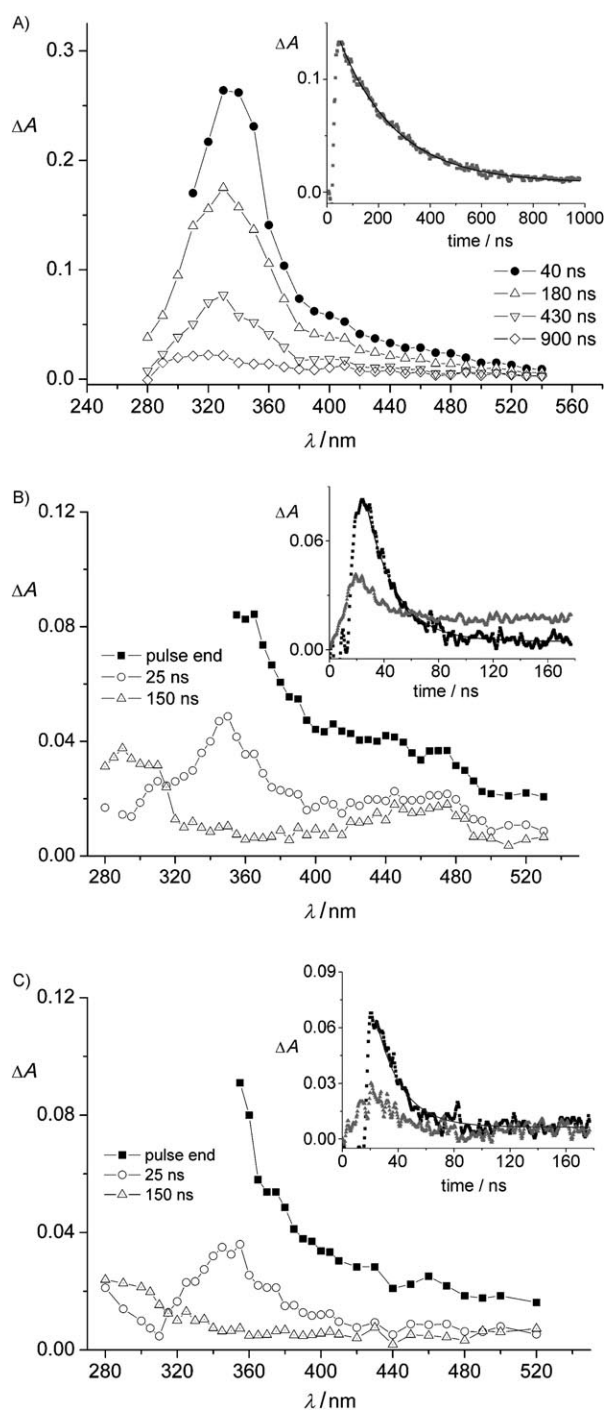 A)
0.3
ΔA
0.2
0.1
0.0
240 280 320 360 400 440 480 520 560
λ/nm
ΔA
0.1
0.0
0 200 400 600 800 1000
time / ns
40 ns
180 ns
430 ns
900 ns
B)
0.12
ΔA
0.08
0.04
0.00
pulse end
25 ns
150 ns
280 320 360 400 440 480 520
λ/nm
ΔA
0.06
0.00
0 40 80 120 160
time / ns
C)
0.12
ΔA
0.08
0.04
0.00
pulse end
25 ns
150 ns
280 320 360 400 440 480 520
λ/nm
0.09
ΔA
0.06
0.03
0.00
0 40 80 120 160
time / ns